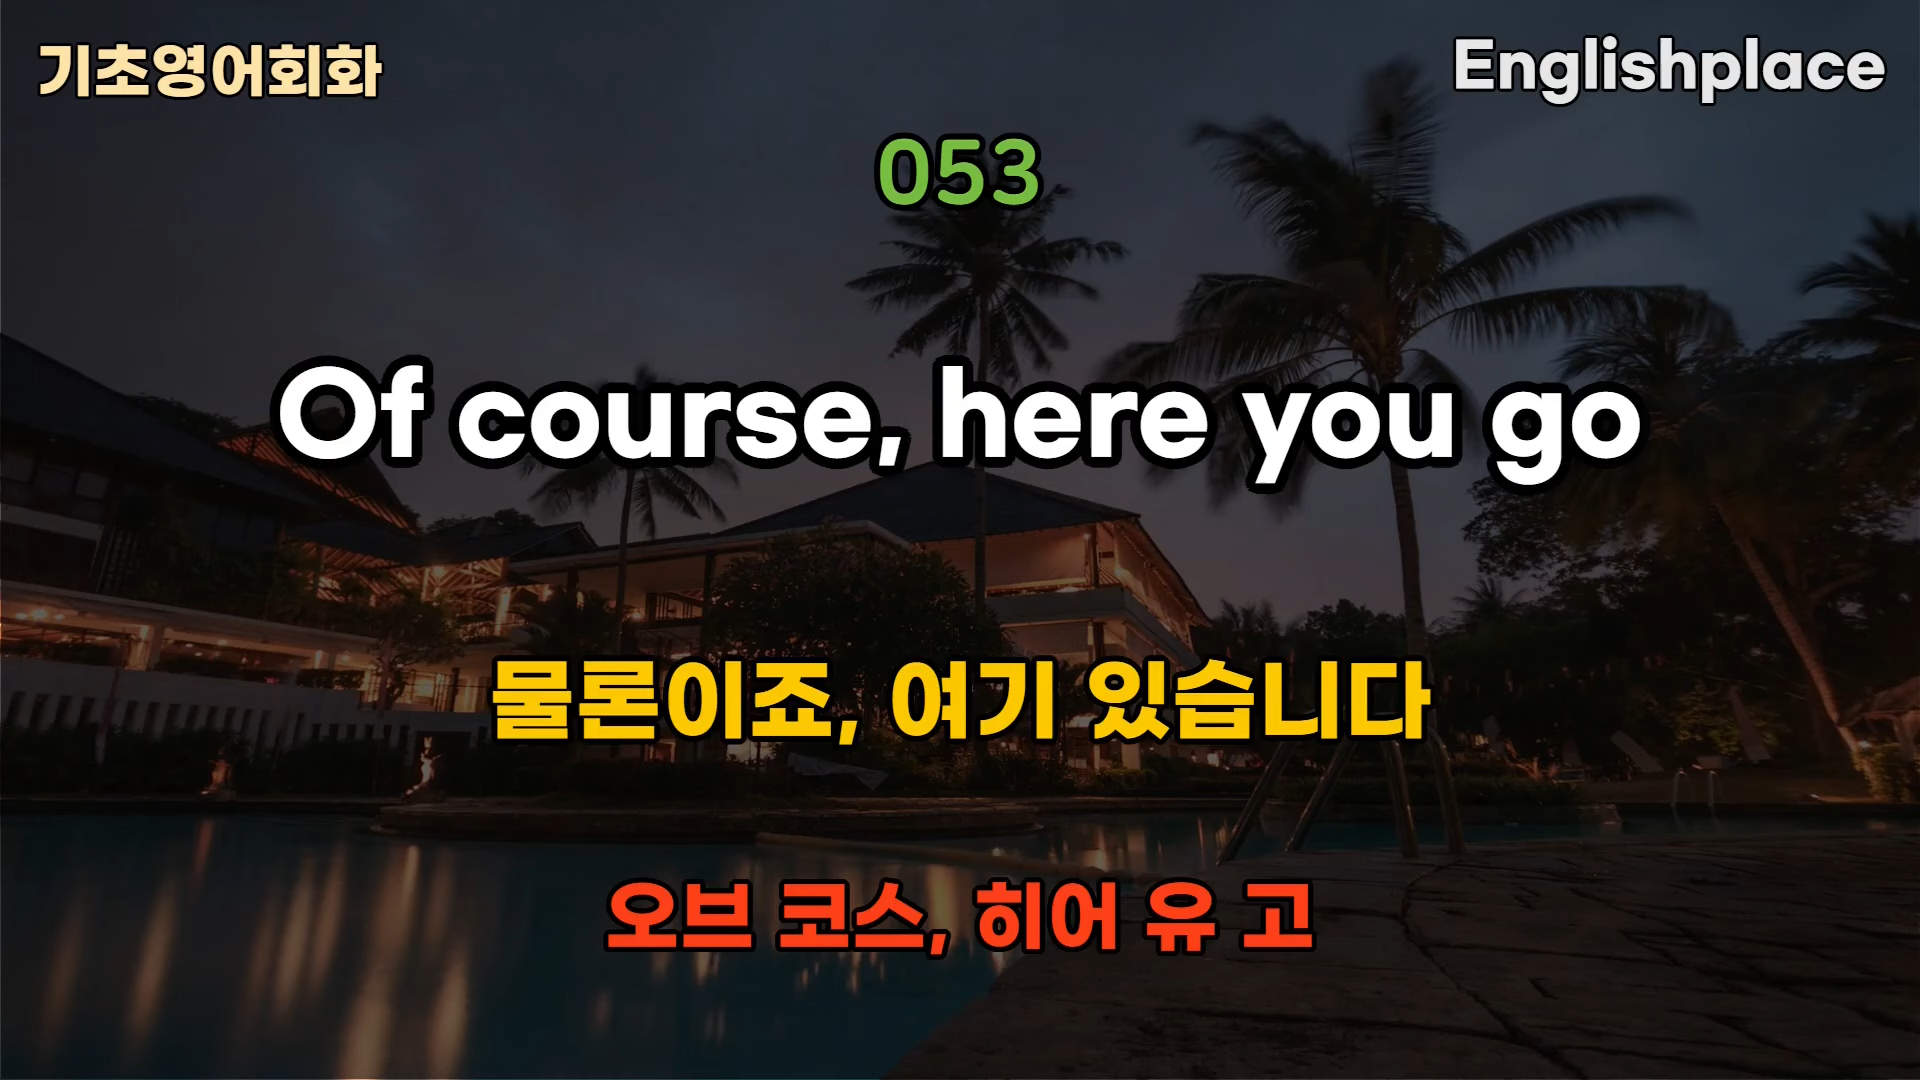 기초영어회화
Englishplace
053
Of course, here you go
물론이죠, 여기 있습니다
오브 코스, 히어 유 고